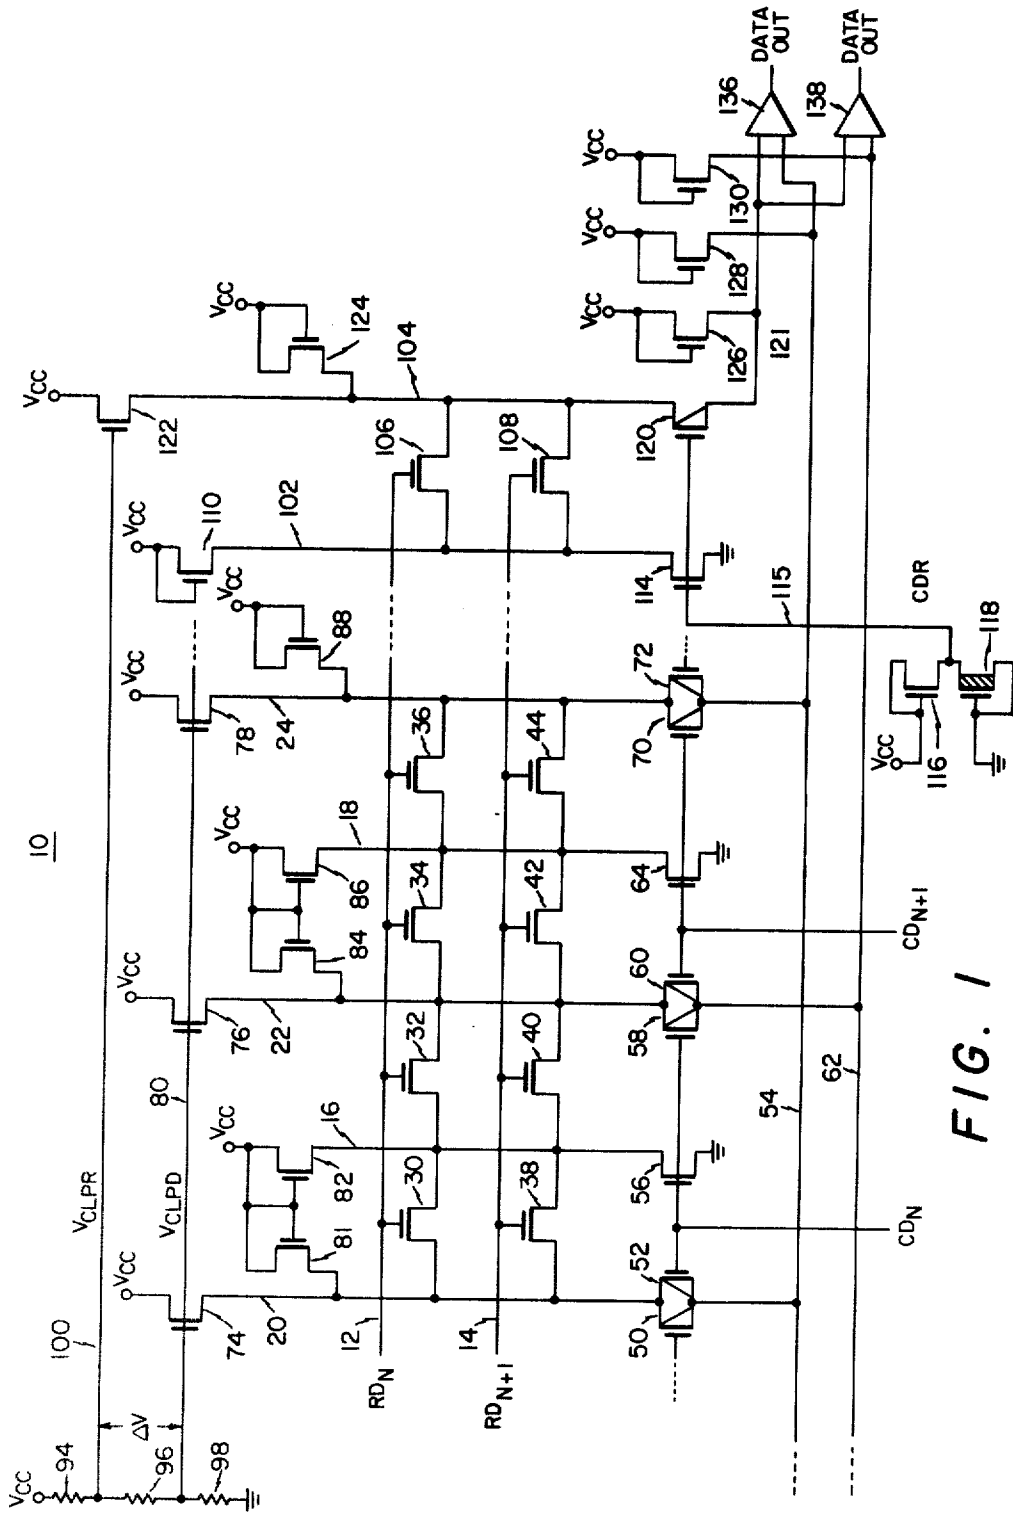 10
VCC
94
96
98
ΔV
100
VCLPR
VCLPD
80
VCC
74
20
81
VCC
82
16
VCC
76
22
84
VCC
86
18
VCC
78
24
VCC
88
VCC
110
102
VCC
122
VCC
124
104
RDN
12
30
32
34
36
106
RDN+1
14
38
40
42
44
108
50
52
56
58
60
64
70
72
114
120
CDN
CDN+1
54
62
115
CDR
VCC
116
118
VCC
126
121
VCC
128
VCC
130
136
DATA OUT
138
DATA OUT
FIG. 1